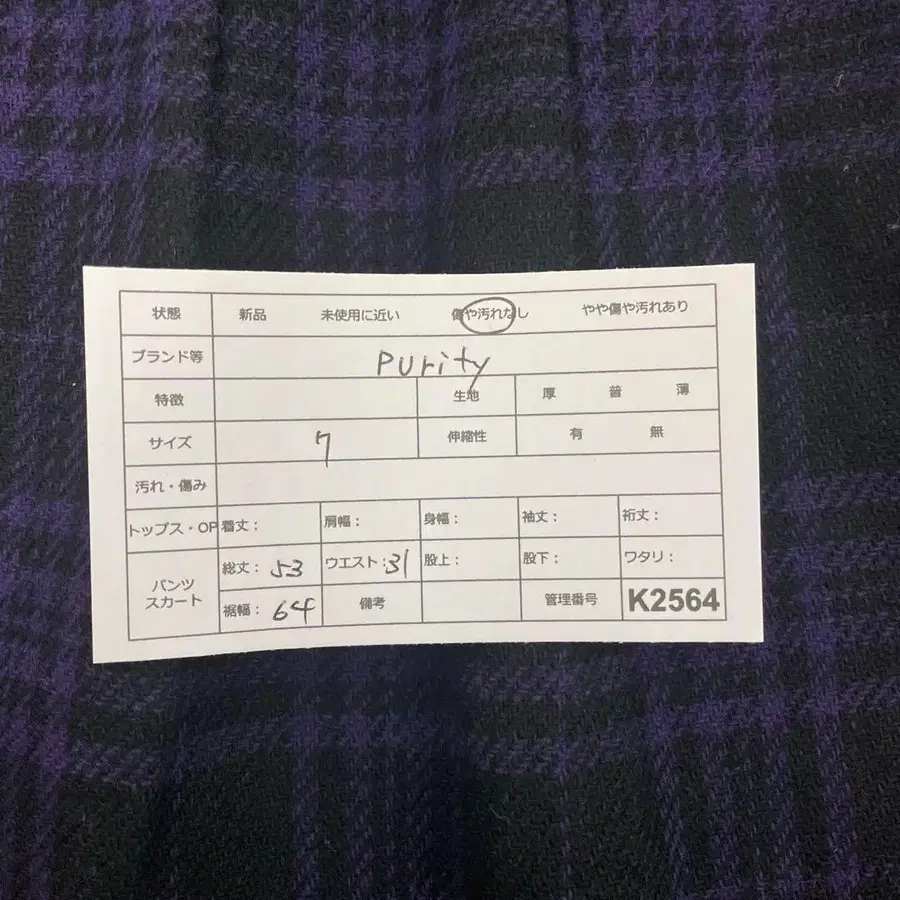 状態 新品 未使用に近い 傷や汚れなし やや傷や汚れあり
ブランド等 Purity
特徴 生地 厚 普 薄
サイズ 7 伸縮性 有 無
汚れ・傷み
トップス・OP 着丈： 肩幅： 身幅： 袖丈： 裄丈：
パンツ スカート 総丈： 53 ウエスト： 31 股上： 股下： ワタリ：
裾幅： 64 備考 管理番号 K2564